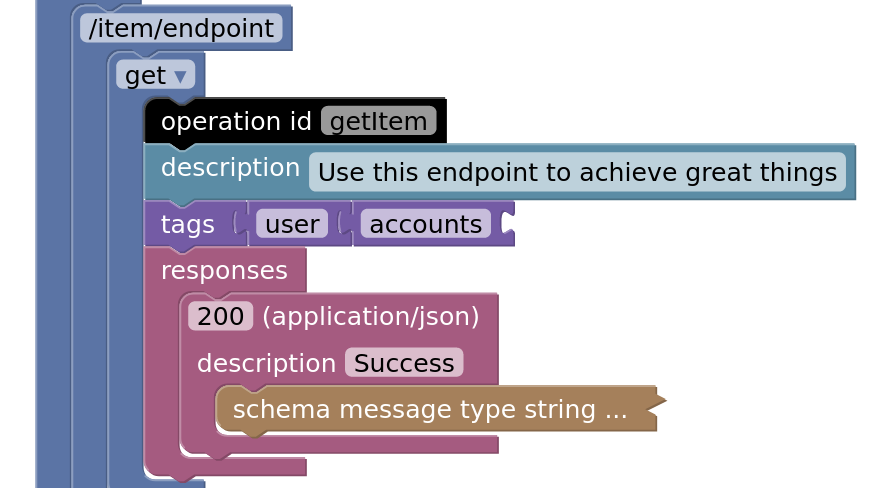 /item/endpoint
get ▾
operation id getItem
description Use this endpoint to achieve great things
tags user accounts
responses
200 (application/json)
description Success
schema message type string ...